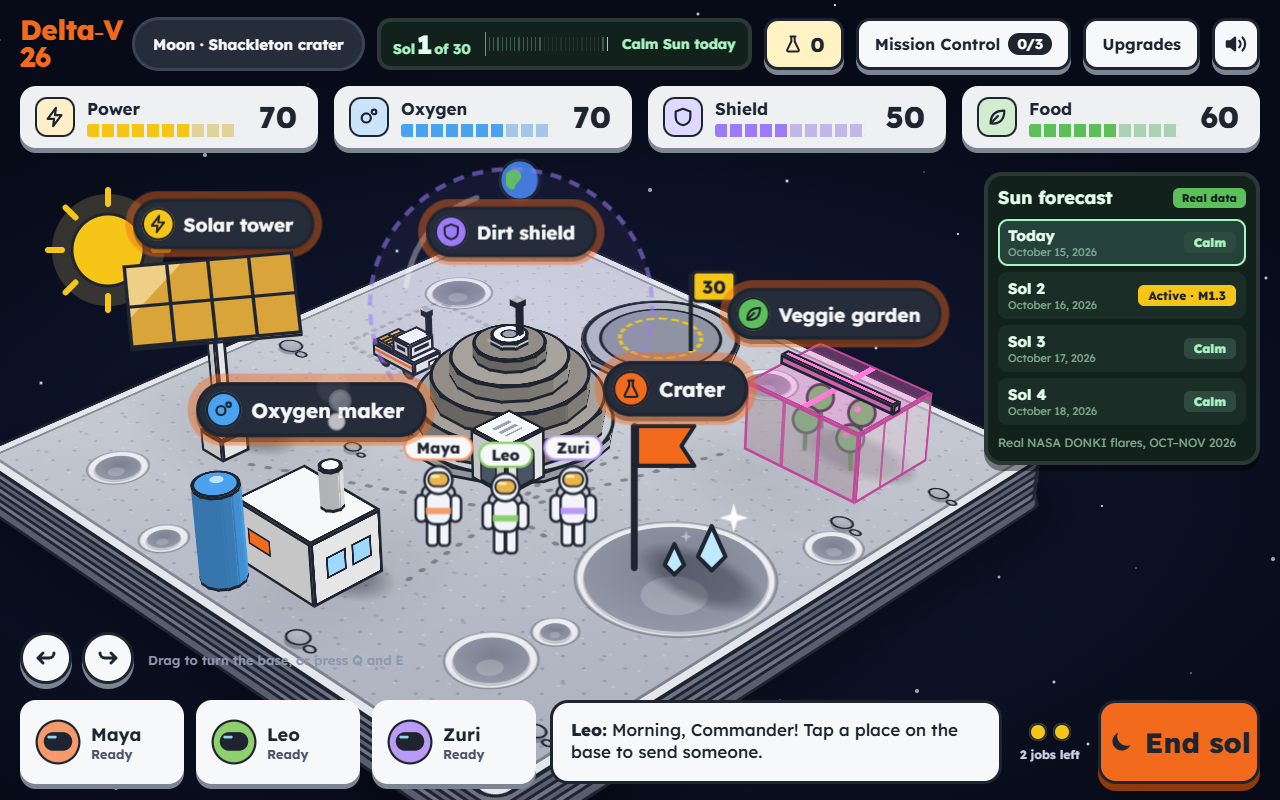 Delta-V
26
Moon · Shackleton crater
Sol 1 of 30
Calm Sun today
0
Mission Control 0/3
Upgrades
Power
70
Oxygen
70
Shield
50
Food
60
Solar tower
Dirt shield
30
Veggie garden
Oxygen maker
Crater
Maya
Leo
Zuri
Sun forecast
Real data
Today
October 15, 2026
Calm
Sol 2
October 16, 2026
Active · M1.3
Sol 3
October 17, 2026
Calm
Sol 4
October 18, 2026
Calm
Real NASA DONKI flares, OCT–NOV 2026
Drag to turn the base, or press Q and E
Maya
Ready
Leo
Ready
Zuri
Ready
Leo: Morning, Commander! Tap a place on the
base to send someone.
2 jobs left
End sol